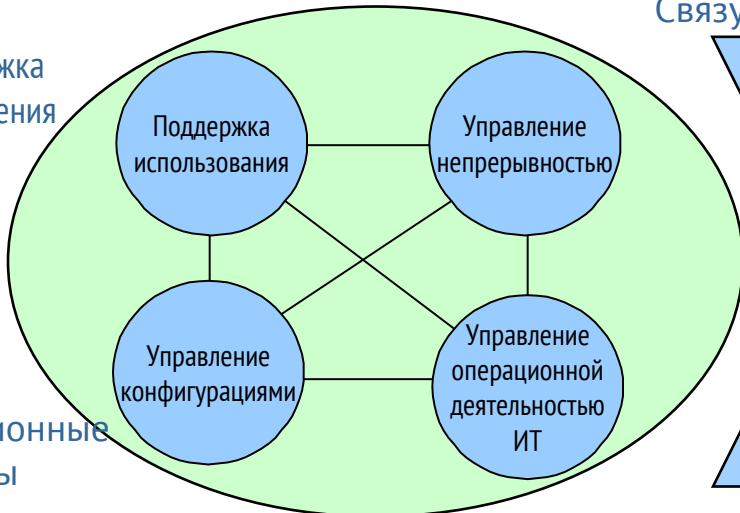 Связу
жка
ения
Поддержка
использования
Управление
непрерывностью
Управление
конфигурациями
Управление
операционной
деятельностью
ИТ
ионные
ы